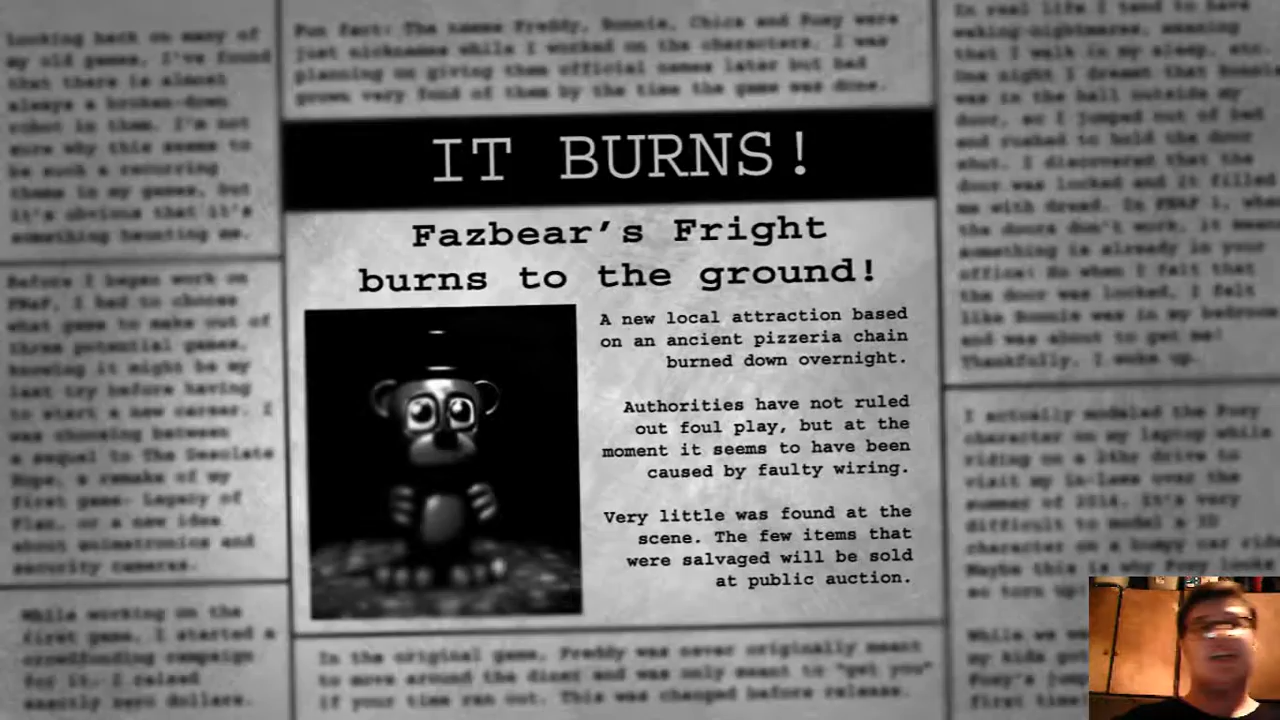 Looking back on many of
my old games, I've found
that there is almost
always a broken-down
robot in them. I'm not
sure why this seems to
be such a recurring
theme in my games, but
it's obvious that it's
something haunting me.
Before I began work on
FNaF, I had to choose
what game to make out of
three potential games,
knowing it might be my
last try before having
to start a new career. I
was choosing between
a sequel to The Desolate
Hope, a remake of my
first game- Legacy of
Flan, or a new idea
about animatronics and
security cameras.
While working on the
first game, I started a
crowdfunding campaign
for it. I raised
exactly zero dollars.
Fun fact: The names Freddy, Bonnie, Chica and Foxy were
just nicknames while I worked on the characters. I was
planning on giving them official names later but had
grown very fond of them by the time the game was done.
IT BURNS!
Fazbear's Fright
burns to the ground!
A new local attraction based
on an ancient pizzeria chain
burned down overnight.
Authorities have not ruled
out foul play, but at the
moment it seems to have been
caused by faulty wiring.
Very little was found at the
scene. The few items that
were salvaged will be sold
at public auction.
In the original game, Freddy was never originally meant
to move around the diner and was only meant to "get you"
if your time ran out. This was changed before release.
In real life I tend to have
waking-nightmares, meaning
that I walk in my sleep, etc.
One night I dreamt that Bonnie
was in the hall outside my
door, so I jumped out of bed
and rushed to hold the door
shut. I discovered that the
door was locked and it filled
me with dread. In FNAF 1, when
the doors don't work, it means
something is already in your
office! So when I felt that
the door was locked, I felt
like Bonnie was in my bedroom
and was about to get me!
Thankfully, I woke up.
I actually modeled the Foxy
character on my laptop while
riding on a 24hr drive to
visit my in-laws over the
summer of 2014. It's very
difficult to model a 3D
character on a bumpy car ride
Maybe this is why Foxy looks
so torn up!
While we
my kids
Foxy's
first time